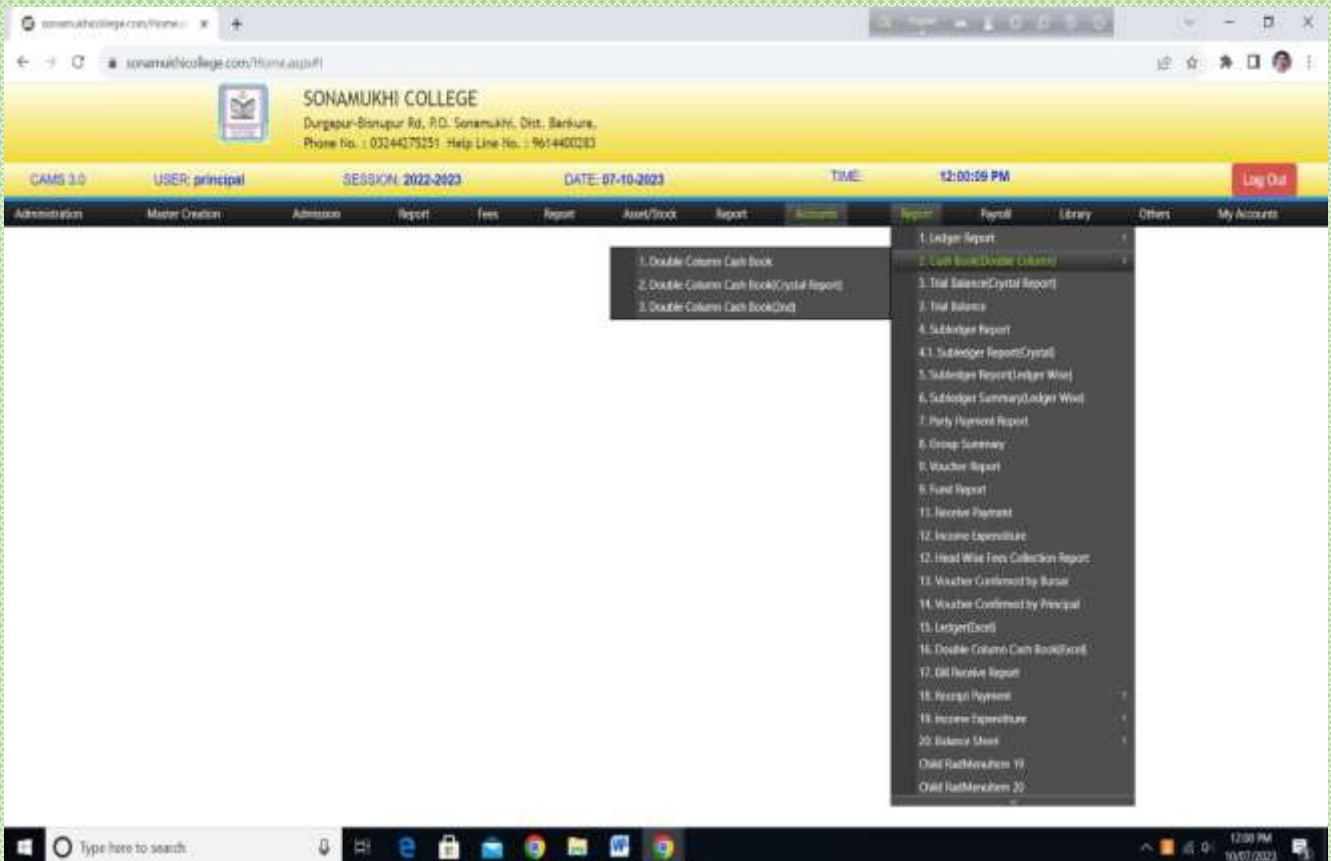 sonamukhicollege.com/Home.aspx#!
SONAMUKHI COLLEGE
Durgapur-Bisnupur Rd, P.O. Sonamukhi, Dist. Bankura,
Phone No. : 03244275251 Help Line No. : 9614400283
CAMS 3.0 USER: principal SESSION: 2022-2023 DATE: 07-10-2023 TIME: 12:00:09 PM Log Out
Administration Master Creation Admission Report Fees Report Asset/Stock Report Accounts Report Payroll Library Others My Accounts
1. Double Column Cash Book
2. Double Column Cash Book(Crystal Report)
3. Double Column Cash Book(2nd)
1. Ledger Report
2. Cash Book(Double Column)
3. Trial Balance(Crystal Report)
3. Trial Balance
4. Subledger Report
4.1. Subledger Report(Crystal)
5. Subledger Report(Ledger Wise)
6. Subledger Summary(Ledger Wise)
7. Party Payment Report
8. Group Summary
Voucher Report
9. Fund Report
11. Receive Payment
12. Income Expenditure
12. Head Wise Fees Collection Report
13. Voucher Confirmed by Bursar
14. Voucher Confirmed by Principal
15. Ledger(Excel)
16. Double Column Cash Book(Excel)
17. Bill Receive Report
18. Receipt Payment
19. Income Expenditure
20. Balance Sheet
Child RadMenuItem 19
Child RadMenuItem 20
Type here to search
12:00 PM
10/07/2023